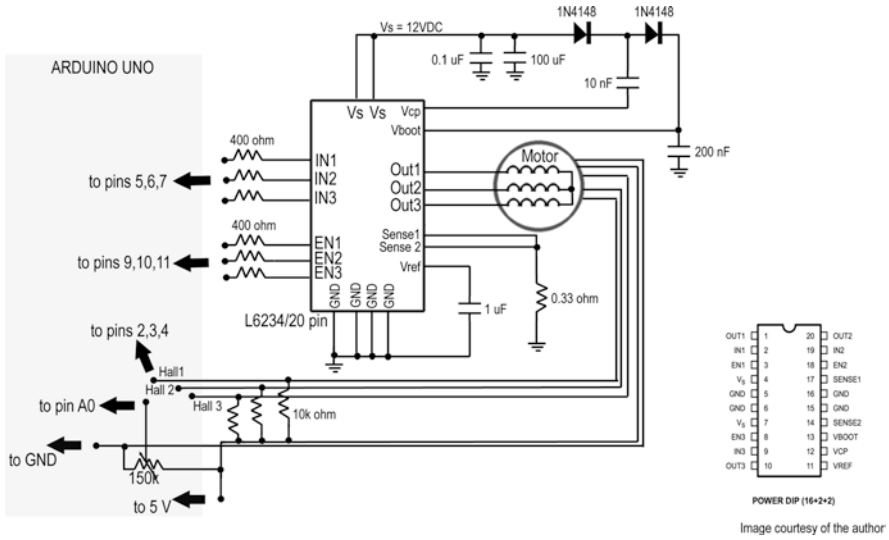 1N4148 1N4148
Vs = 12VDC
ARDUINO UNO
0.1 uF
100 uF
10 nF
Vs Vs
Vcp
Vboot
200 nF
400 ohm
IN1
IN2
IN3
to pins 5,6,7
Out1
Out2
Out3
Motor
400 ohm
EN1
EN2
EN3
to pins 9,10,11
Sense1
Sense 2
Vref
GND GND GND GND
1 uF
0.33 ohm
L6234/20 pin
to pins 2,3,4
Hall1
Hall 2
Hall 3
to pin A0
10k ohm
to GND
150k
to 5 V
OUT1 1 20 OUT2
IN1 2 19 IN2
EN1 3 18 EN2
VS 4 17 SENSE1
GND 5 16 GND
GND 6 15 GND
VS 7 14 SENSE2
EN3 8 13 VBOOT
IN3 9 12 VCP
OUT3 10 11 VREF
POWER DIP (16+2+2)
Image courtesy of the author